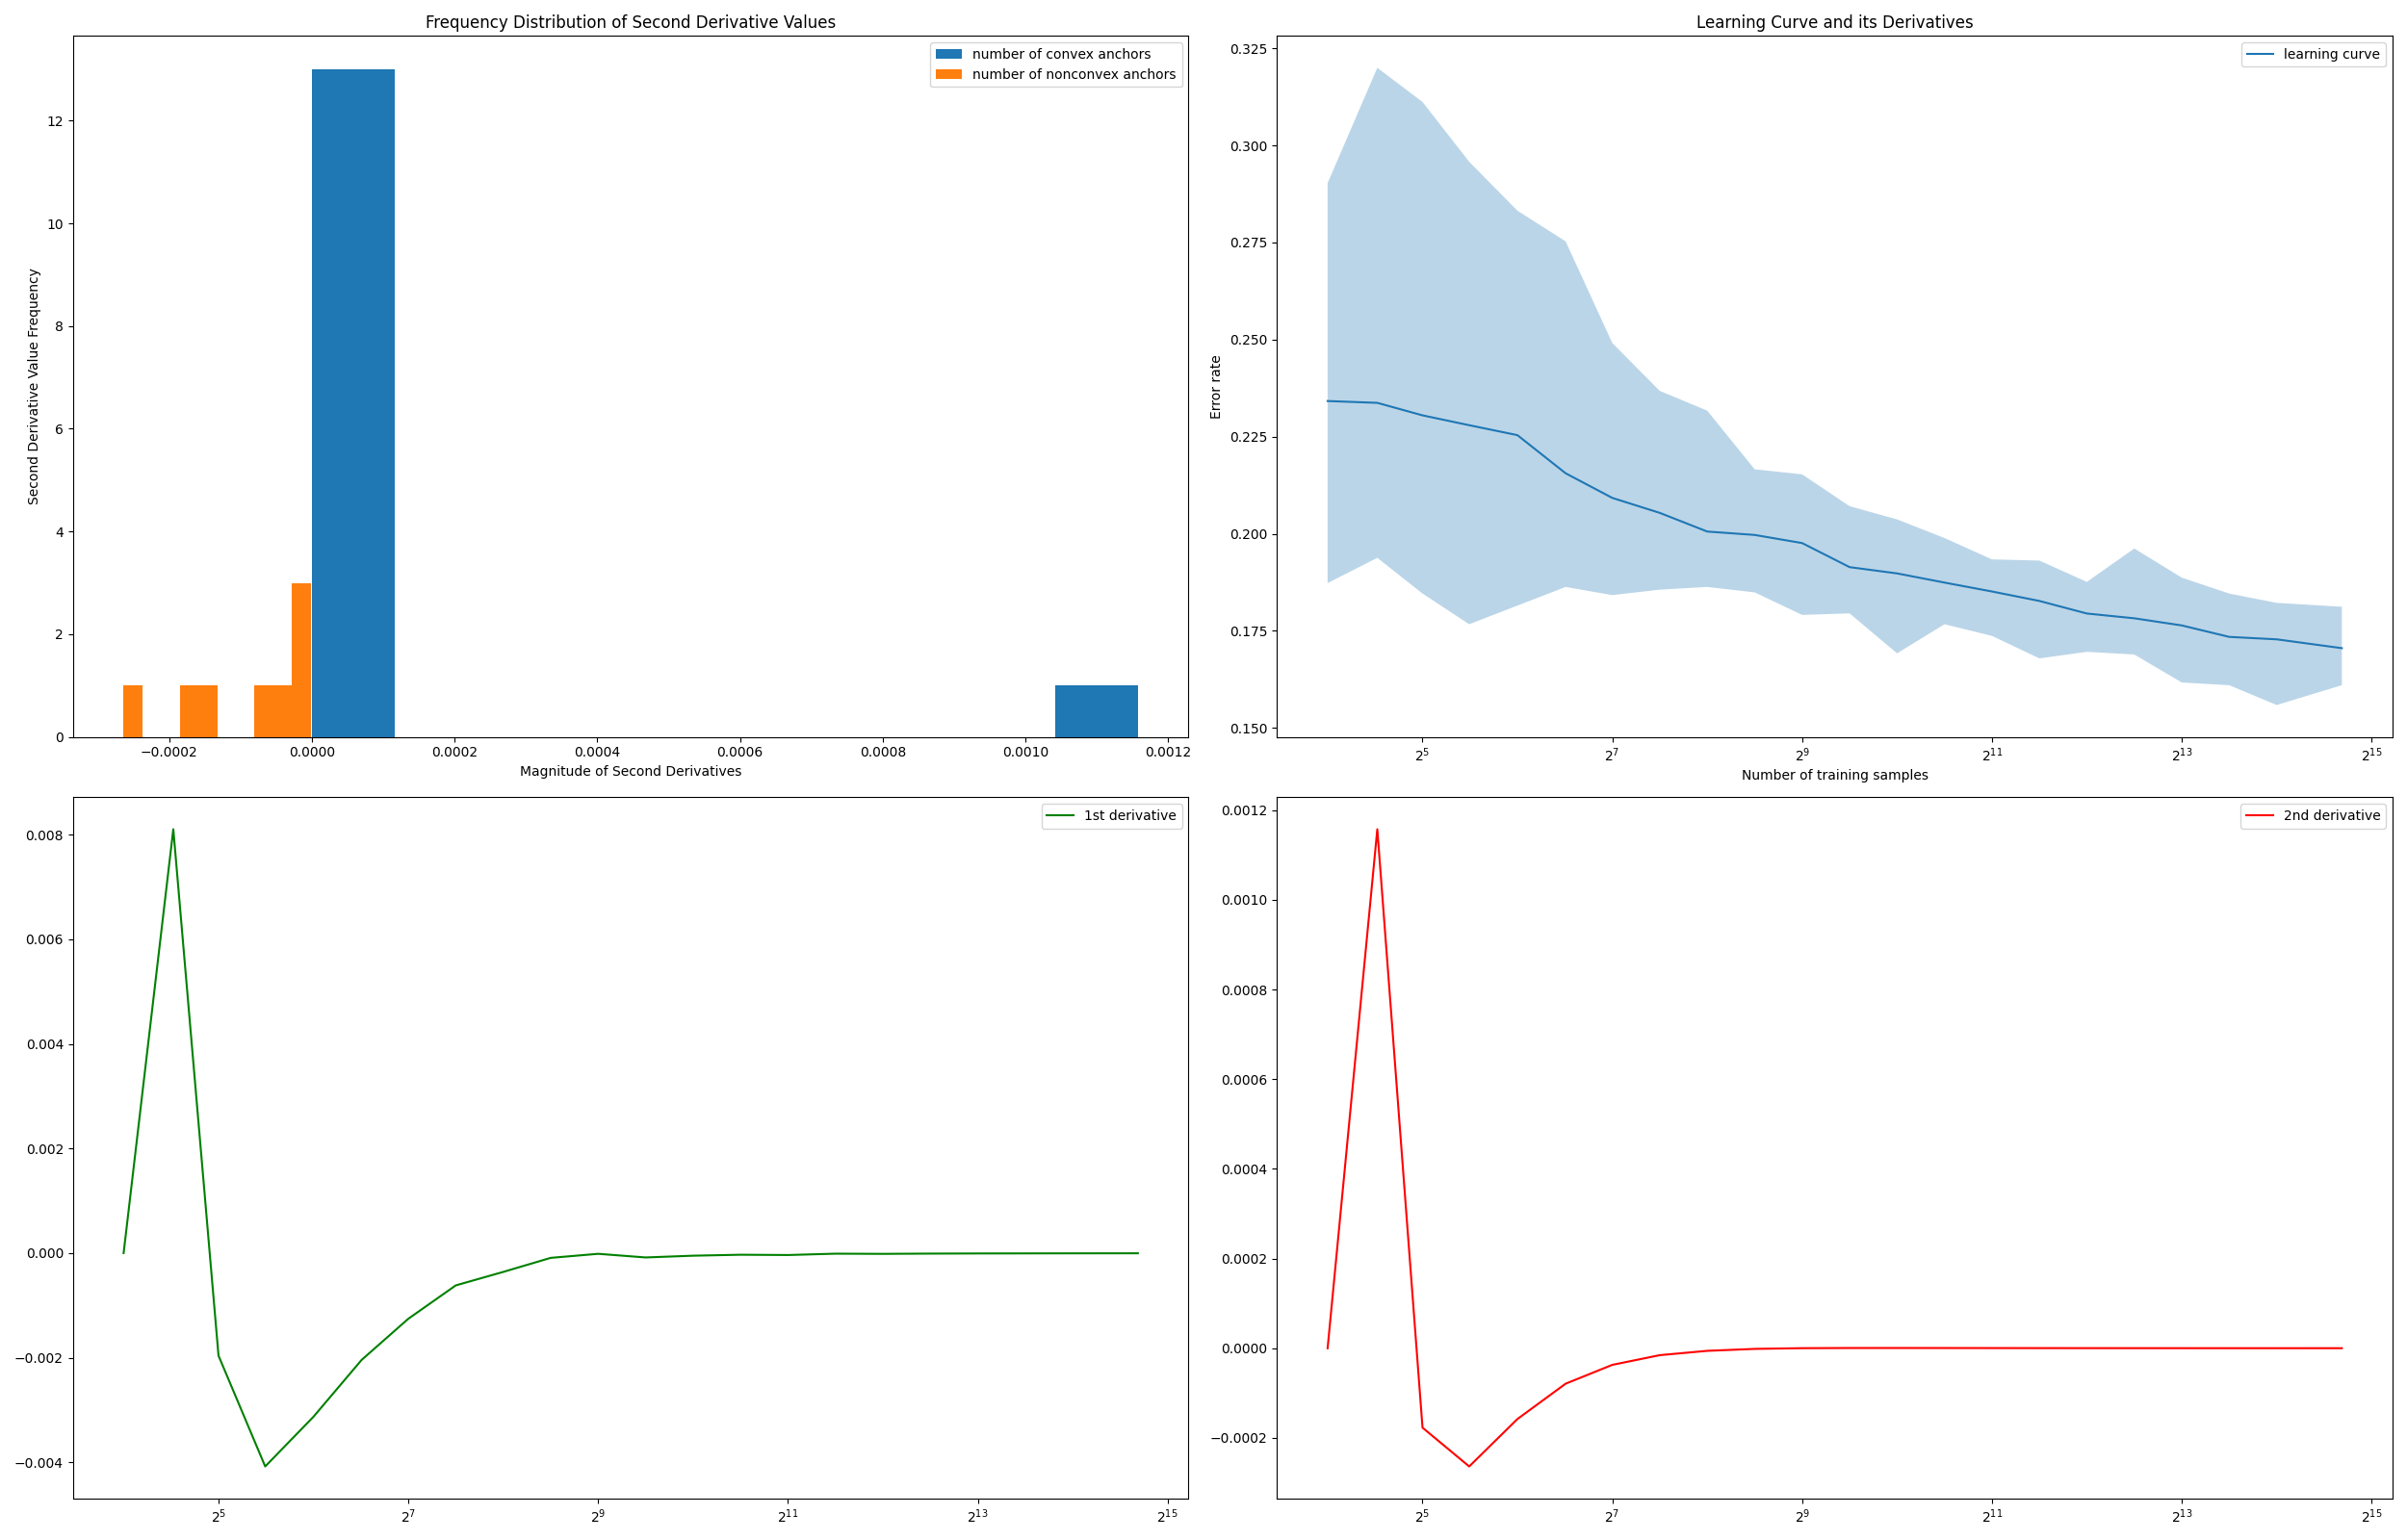 Frequency Distribution of Second Derivative Values
number of convex anchors
number of nonconvex anchors
Second Derivative Value Frequency
12
10
8
6
4
2
0
−0.0002 0.0000 0.0002 0.0004 0.0006 0.0008 0.0010 0.0012
Magnitude of Second Derivatives
Learning Curve and its Derivatives
learning curve
Error rate
0.325
0.300
0.275
0.250
0.225
0.200
0.175
0.150
2^5 2^7 2^9 2^11 2^13 2^15
Number of training samples
1st derivative
0.008
0.006
0.004
0.002
0.000
−0.002
−0.004
2^5 2^7 2^9 2^11 2^13 2^15
2nd derivative
0.0012
0.0010
0.0008
0.0006
0.0004
0.0002
0.0000
−0.0002
2^5 2^7 2^9 2^11 2^13 2^15